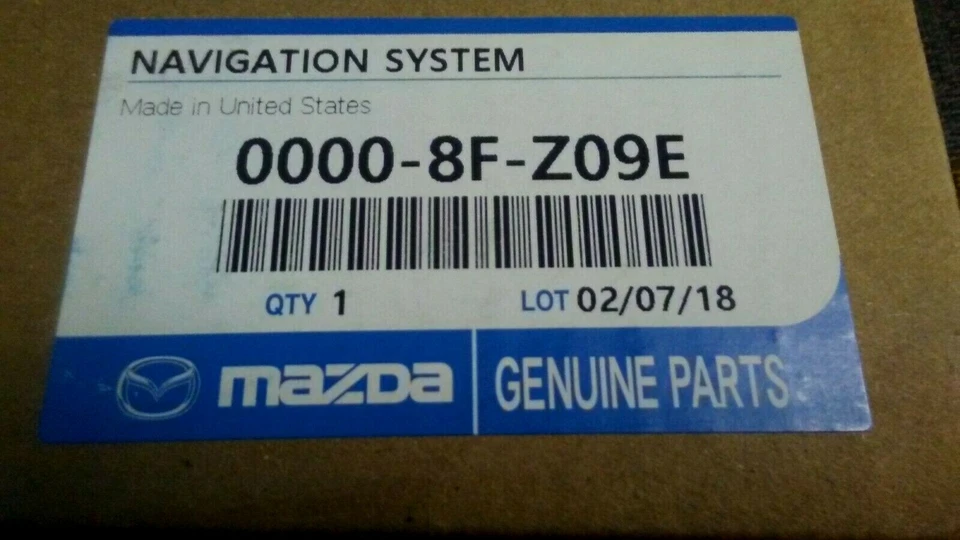 NAVIGATION SYSTEM
Made in United States
0000-8F-Z09E
QTY 1 LOT 02/07/18
mazda GENUINE PARTS